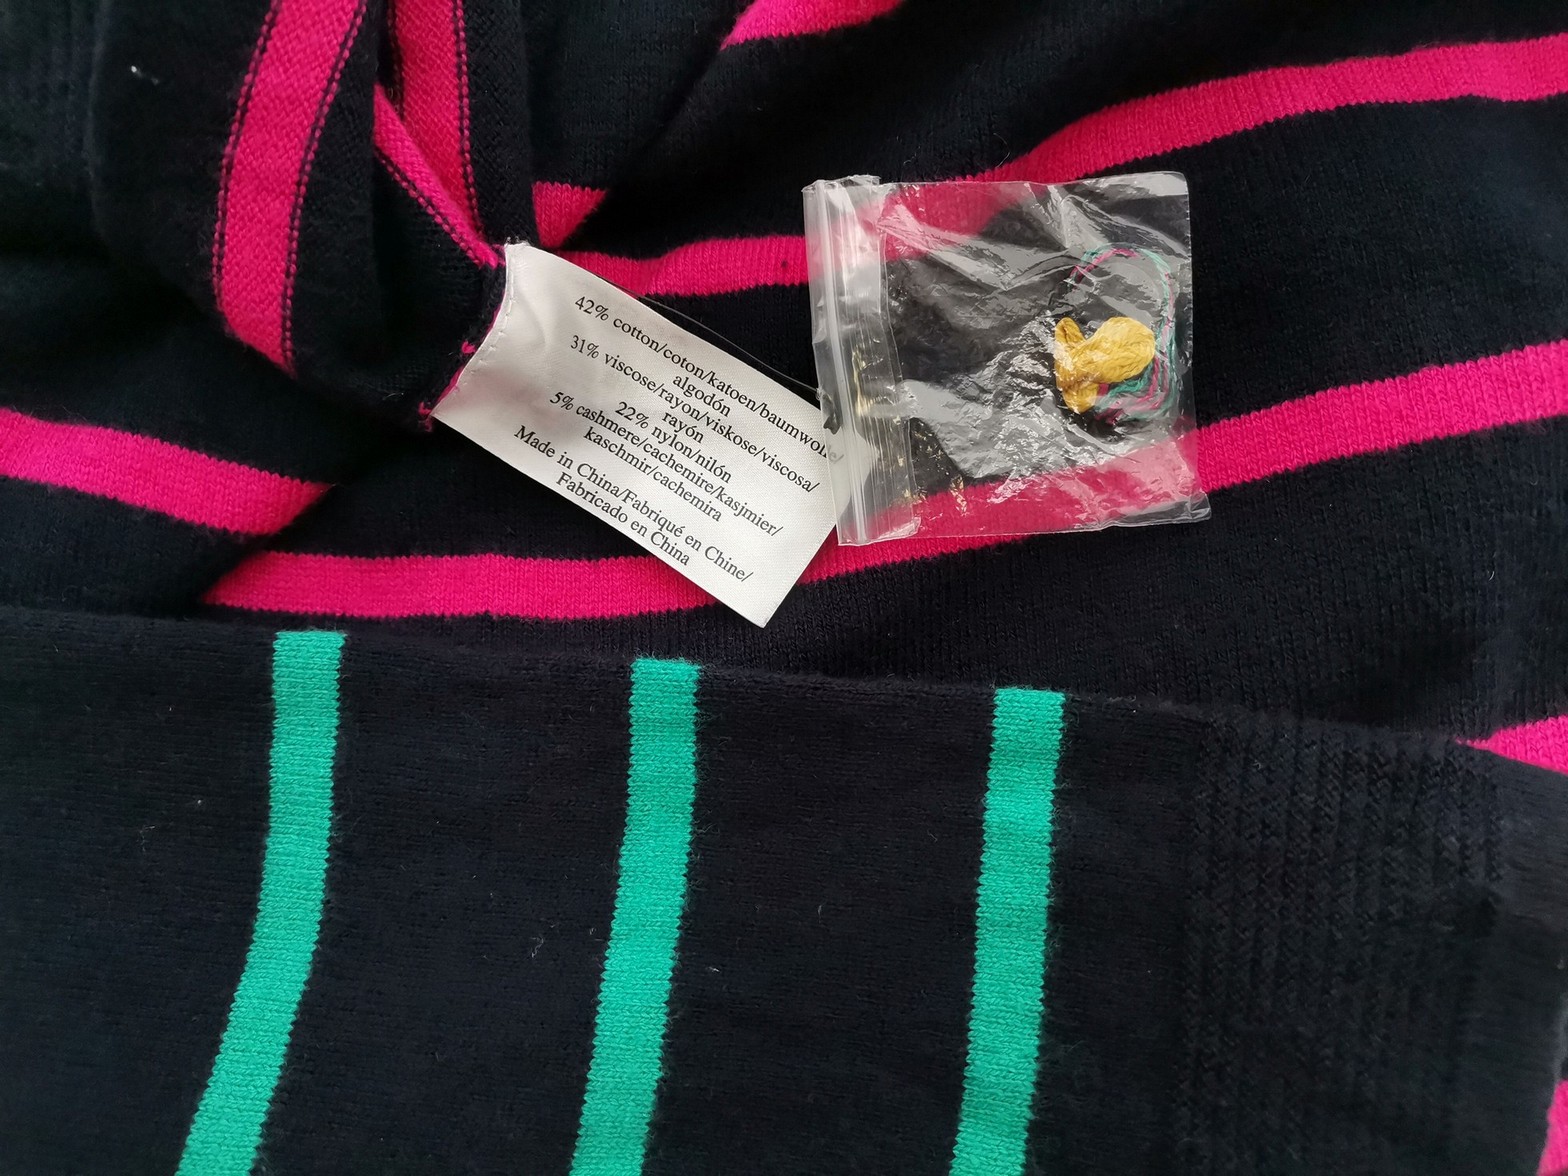 42% cotton/coton/katoen/baumwoll
algodón
31% viscose/rayon/viskose/viscosa/
rayón
22% nylon/nilón
5% cashmere/cachemire/kasjmier/
kaschmir/cachemira
Made in China/Fabriqué en Chine/
Fabricado en China